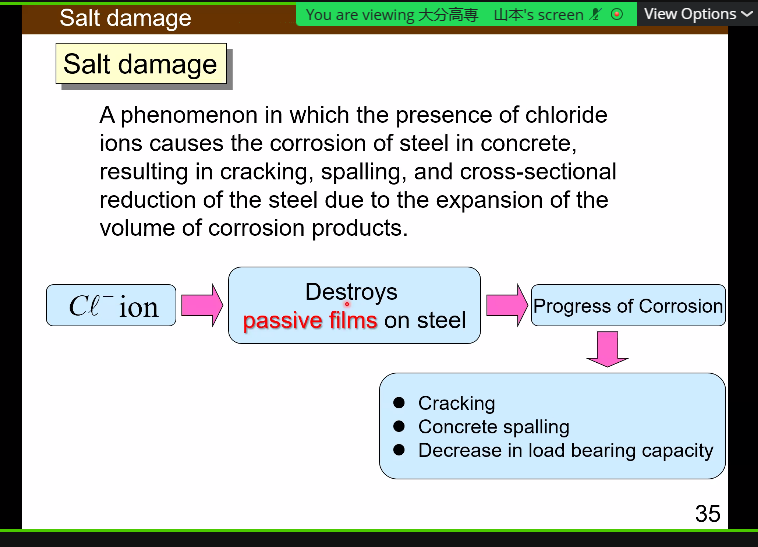 Salt damage
You are viewing 大分高専 山本's screen
View Options
Salt damage
A phenomenon in which the presence of chloride
ions causes the corrosion of steel in concrete,
resulting in cracking, spalling, and cross-sectional
reduction of the steel due to the expansion of the
volume of corrosion products.
Cℓ⁻ ion
Destroys
passive films on steel
Progress of Corrosion
● Cracking
● Concrete spalling
● Decrease in load bearing capacity
35